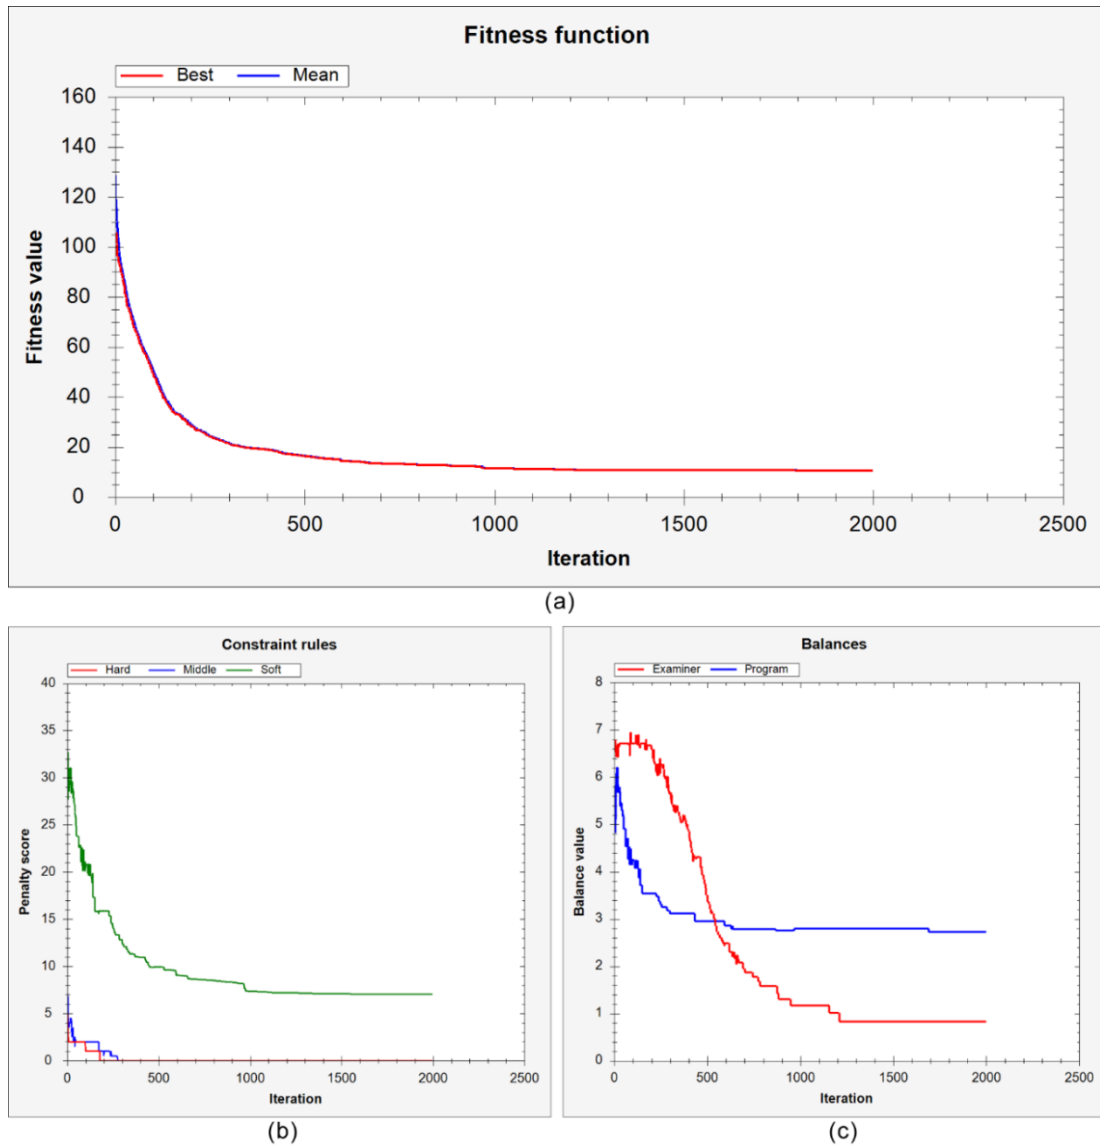 Fitness function
Best Mean
160
140
120
100
80
60
40
20
0
Fitness value
0 500 1000 1500 2000 2500
Iteration
(a)
Constraint rules
Hard Middle Soft
40
35
30
25
20
15
10
5
0
Penalty score
0 500 1000 1500 2000 2500
Iteration
(b)
Balances
Examiner Program
8
7
6
5
4
3
2
1
0
Balance value
0 500 1000 1500 2000 2500
Iteration
(c)